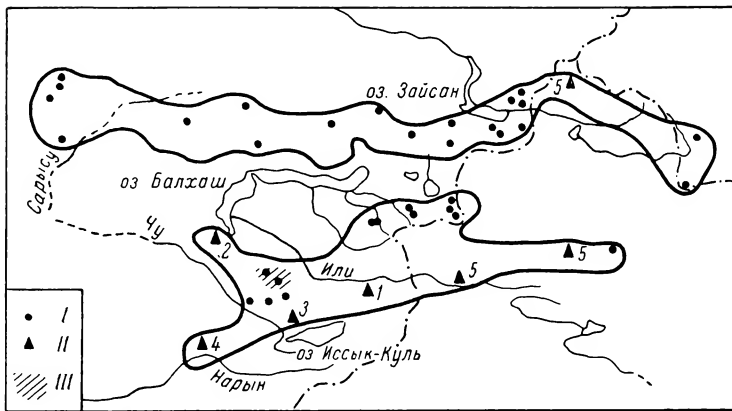 оз. Зайсан
5
Сарысу
оз Балхаш
Чу
2
Или
5
5
1
3
4
оз Иссык-Куль
Нарын
I
II
III